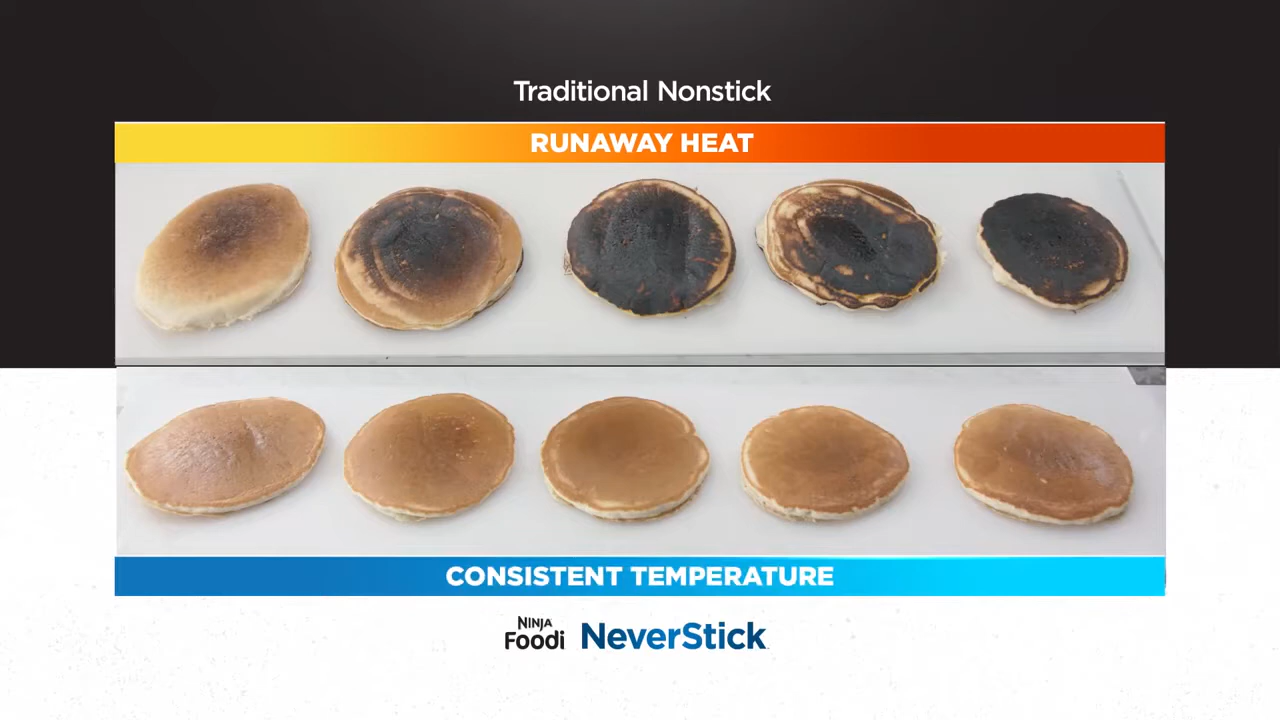 Traditional Nonstick
RUNAWAY HEAT
CONSISTENT TEMPERATURE
NINJA
Foodi NeverStick